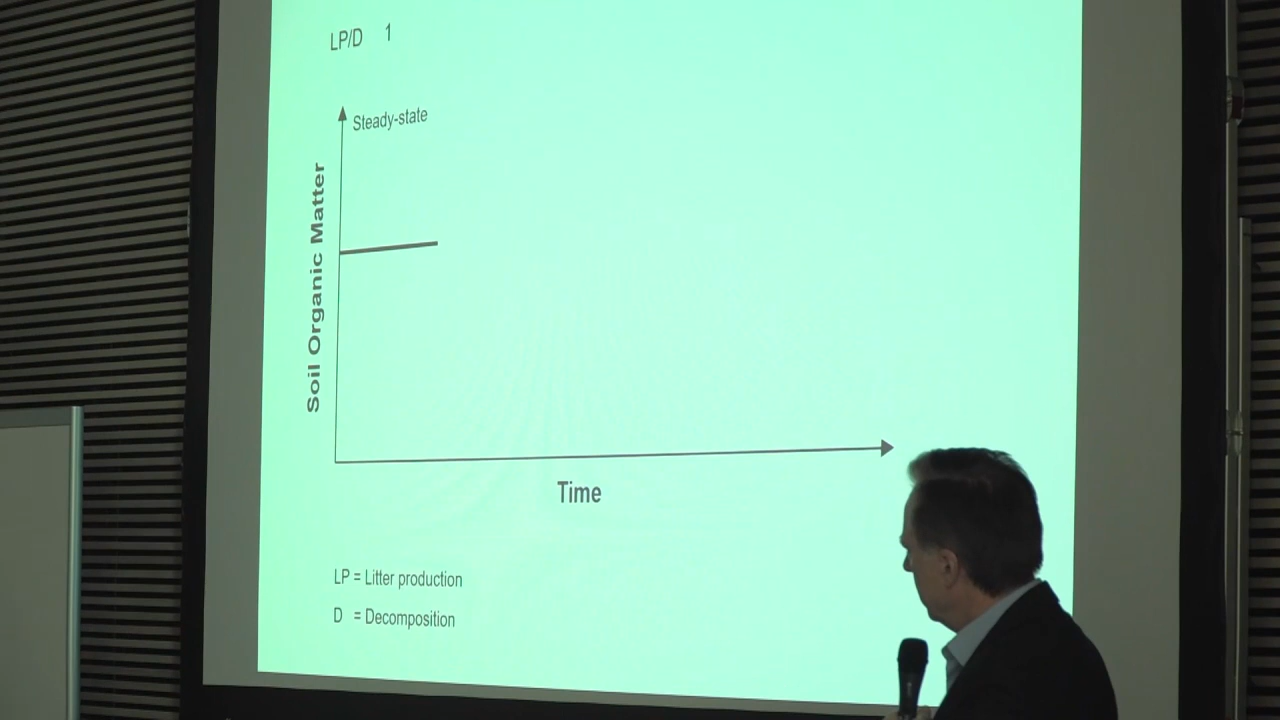 LP/D 1
Steady-state
Soil Organic Matter
Time
LP = Litter production
D = Decomposition